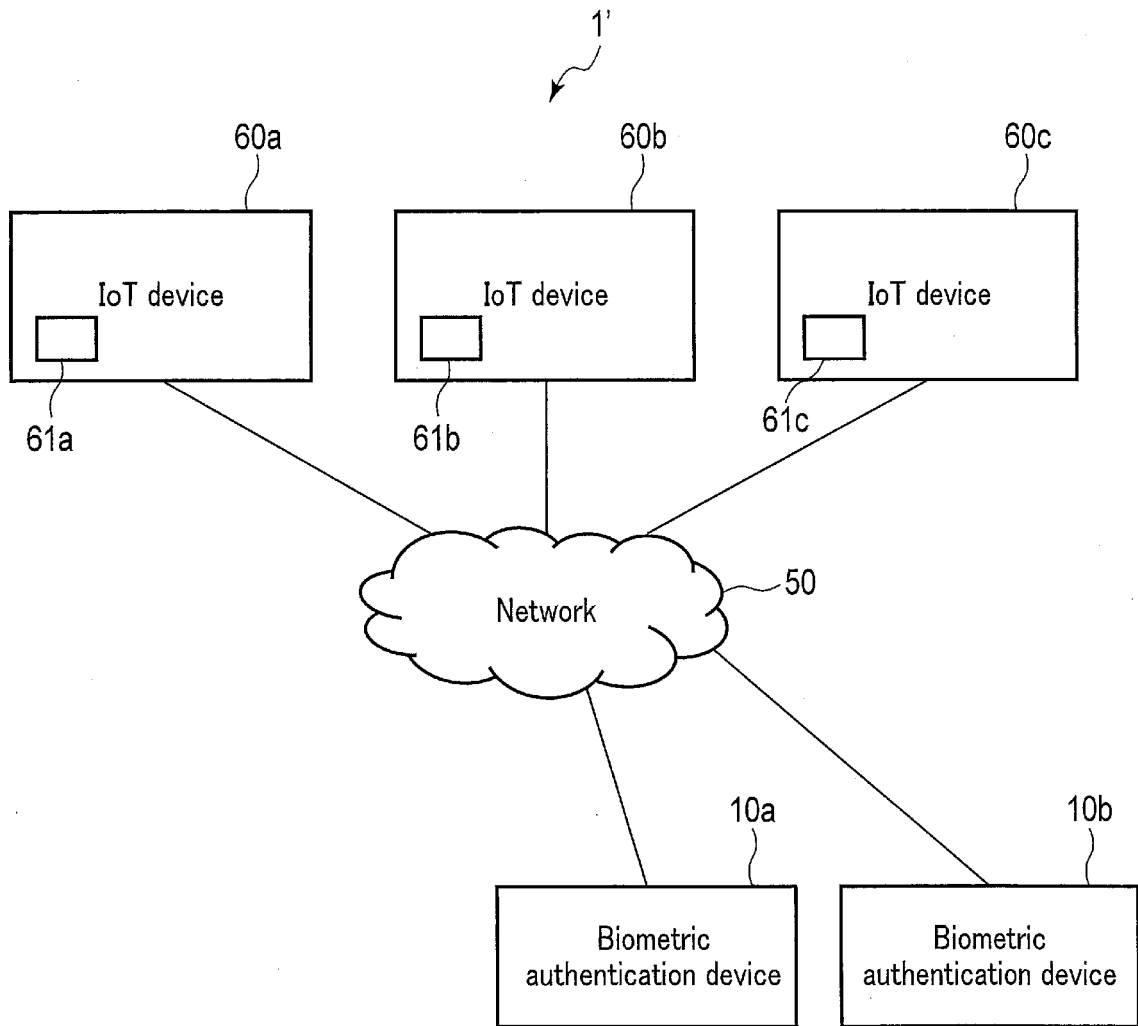 1'
60a
60b
60c
IoT device
IoT device
IoT device
61a
61b
61c
50
Network
10a
10b
Biometric
authentication device
Biometric
authentication device